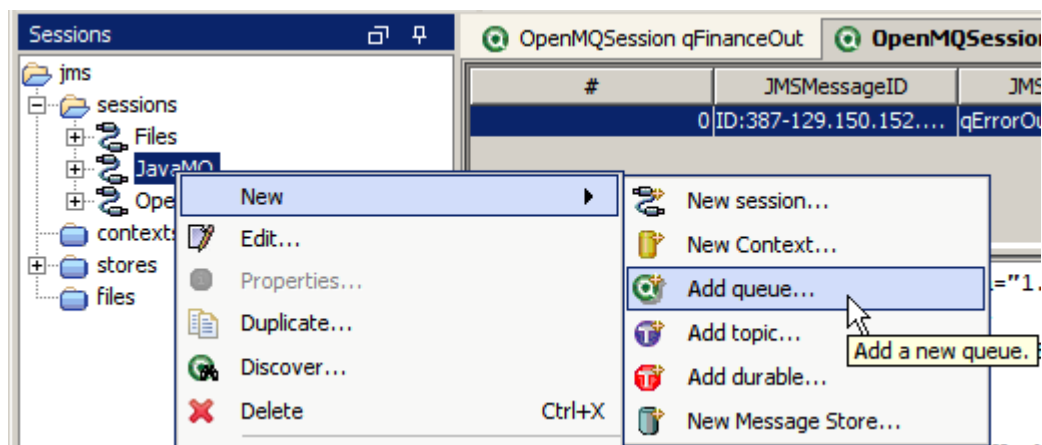 Sessions
jms
sessions
Files
JavaMQ
Ope
contexts
stores
files
OpenMQSession qFinanceOut
OpenMQSession
#
JMSMessageID
JMS
0
ID:387-129.150.152....
qErrorOu
New
Edit...
Properties...
Duplicate...
Discover...
Delete Ctrl+X
New session...
New Context...
Add queue...
Add topic...
Add durable...
New Message Store...
Add a new queue.
="1.